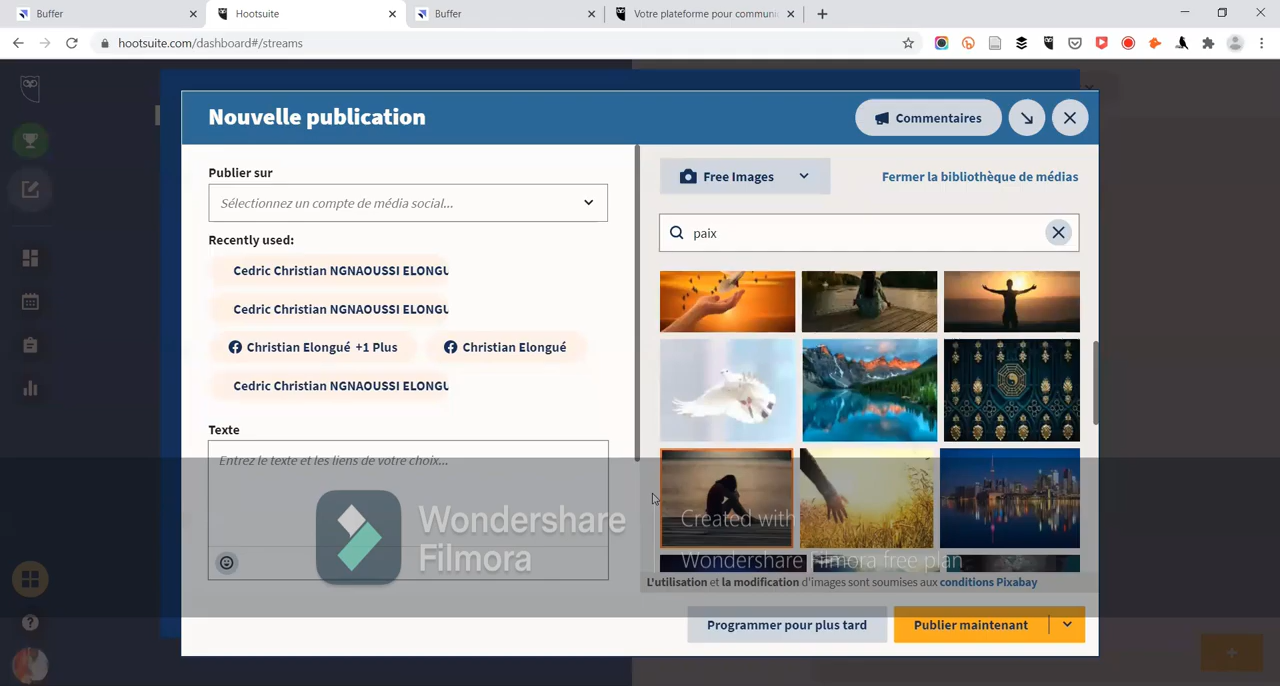 Buffer
Hootsuite
Buffer
Votre plateforme pour commun
hootsuite.com/dashboard#/streams
Nouvelle publication
Commentaires
Publier sur
Sélectionnez un compte de média social...
Recently used:
Cedric Christian NGNAOUSSI ELONGU
Cedric Christian NGNAOUSSI ELONGU
Christian Elongué +1 Plus
Christian Elongué
Cedric Christian NGNAOUSSI ELONGU
Texte
Entrez le texte et les liens de votre choix...
Free Images
Fermer la bibliothèque de médias
paix
Wondershare
Filmora
Created with
Wondershare Filmora free plan
L'utilisation et la modification d'images sont soumises aux conditions Pixabay
Programmer pour plus tard
Publier maintenant